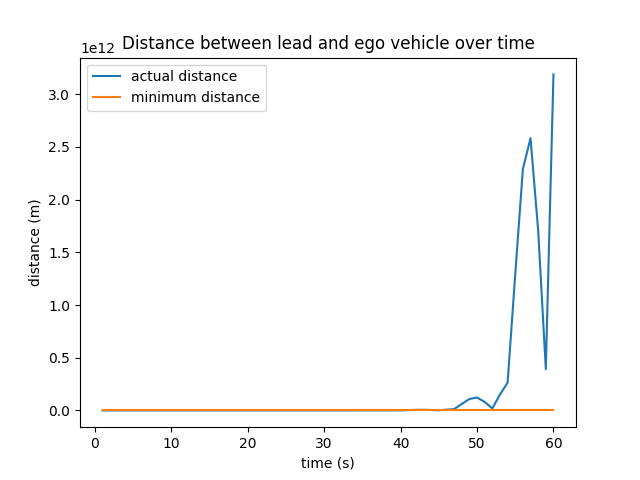 1e12
Distance between lead and ego vehicle over time
actual distance
minimum distance
3.0
2.5
2.0
1.5
1.0
0.5
0.0
distance (m)
0 10 20 30 40 50 60
time (s)